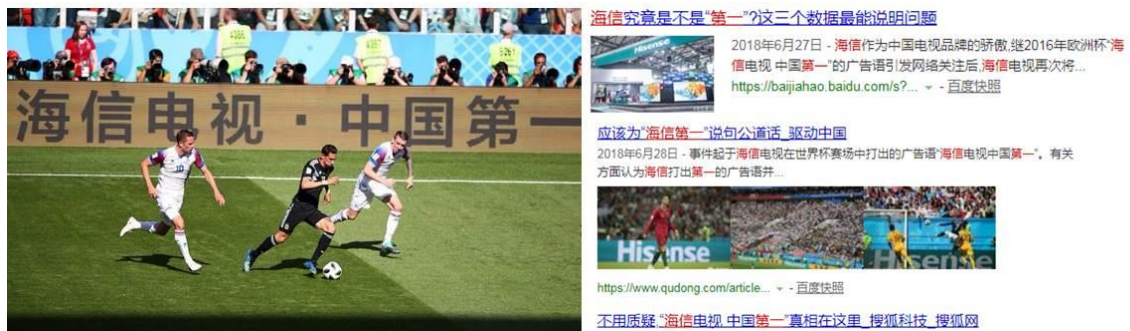 海信电视·中国第一
海信究竟是不是“第一”?这三个数据最能说明问题
Hisense
2018年6月27日 - 海信作为中国电视品牌的骄傲,继2016年欧洲杯“海
信电视 中国第一”的广告语引发网络关注后,海信电视再次将...
https://baijiahao.baidu.com/s?... - 百度快照
应该为“海信第一”说句公道话_驱动中国
2018年6月28日 - 事件起于海信电视在世界杯赛场中打出的广告语“海信电视中国第一”。有关
方面认为海信打出第一的广告语并...
Hisense
Hisense
https://www.qudong.com/article... - 百度快照
不用质疑,“海信电视 中国第一”真相在这里_搜狐科技_搜狐网